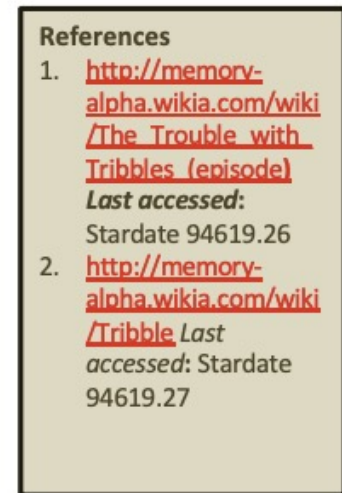 References
1. http://memory-
alpha.wikia.com/wiki
/The_Trouble_with_
Tribbles_(episode)
Last accessed:
Stardate 94619.26
2. http://memory-
alpha.wikia.com/wiki
/Tribble Last
accessed: Stardate
94619.27